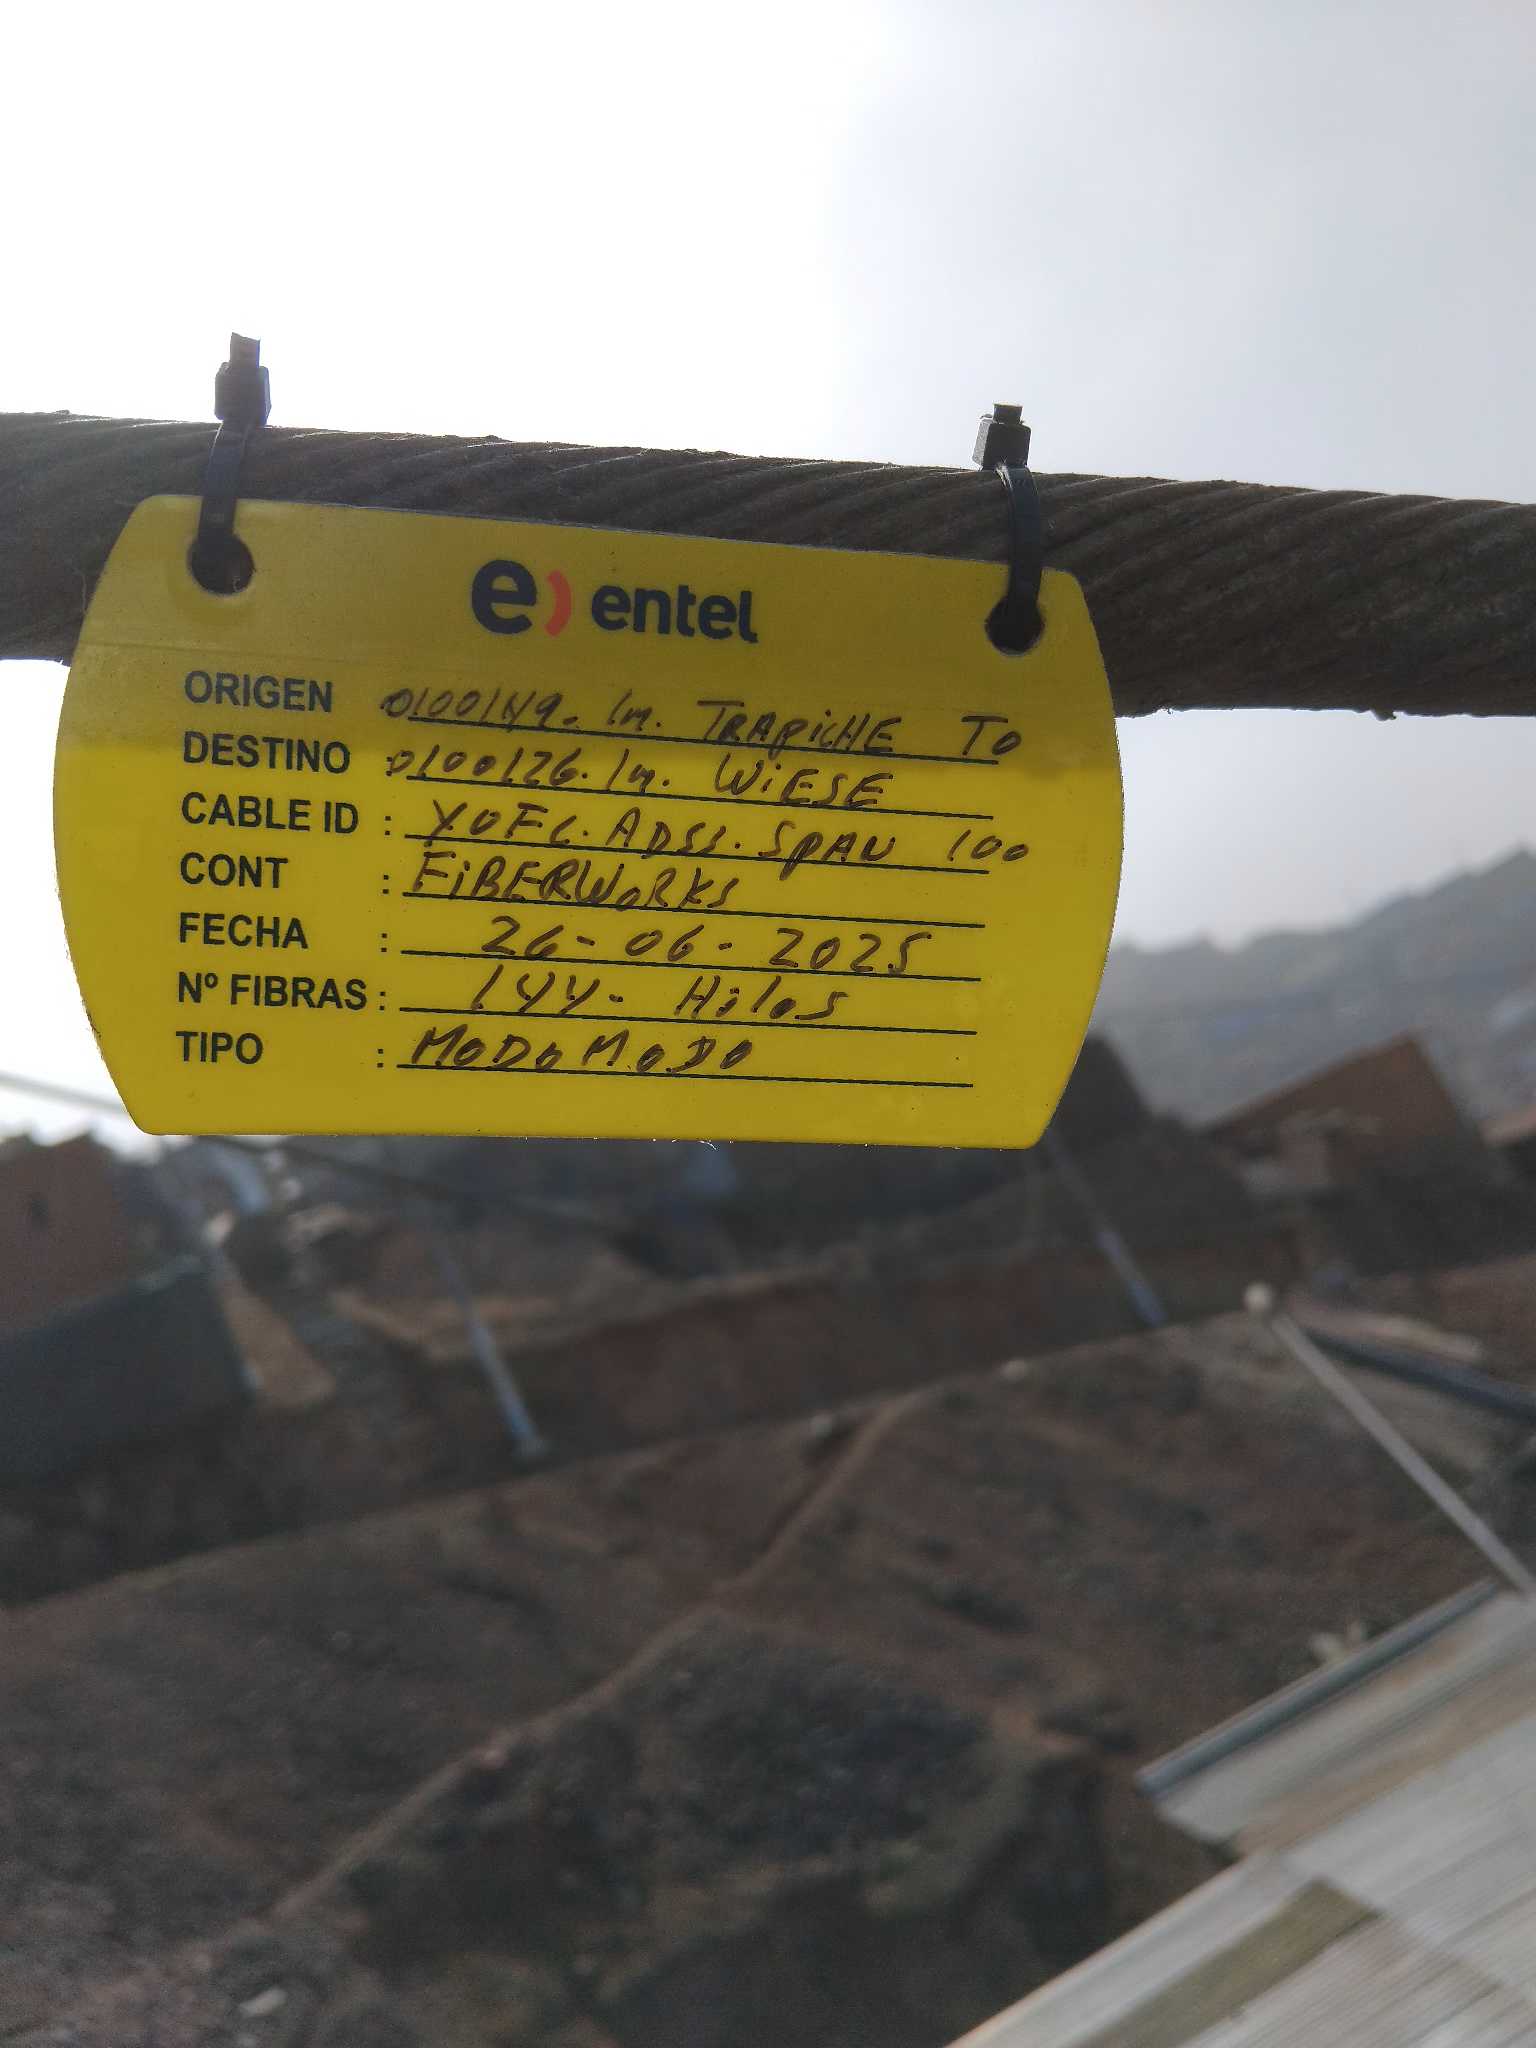 e) entel
ORIGEN 0100149. lm. TRAPiCHE TO
DESTINO 0100126. lm. WiESE
CABLE ID : YOFC. ADSS. SPAN 100
CONT : FiBERWoRKS
FECHA : 26-06-2025
Nº FIBRAS : 144- Hilos
TIPO : MoDoMoDo